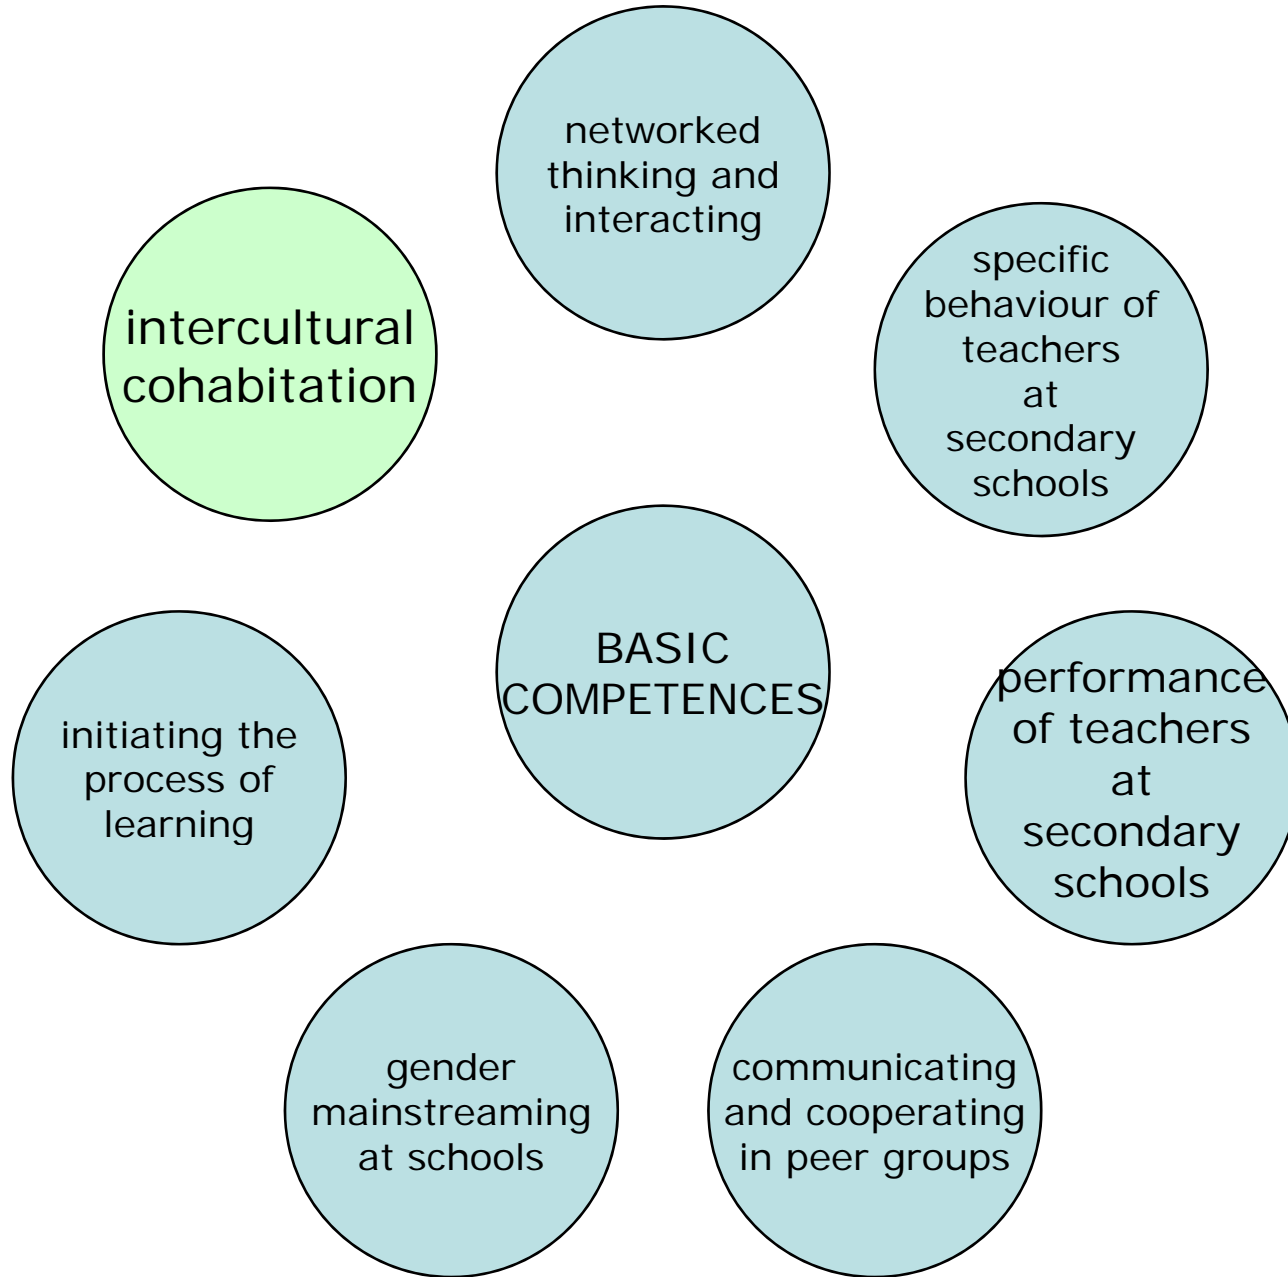 networked
thinking and
interacting
intercultural
cohabitation
specific
behaviour of
teachers
at
secondary
schools
BASIC
COMPETENCES
performance
of teachers
at
secondary
schools
initiating the
process of
learning
gender
mainstreaming
at schools
communicating
and cooperating
in peer groups